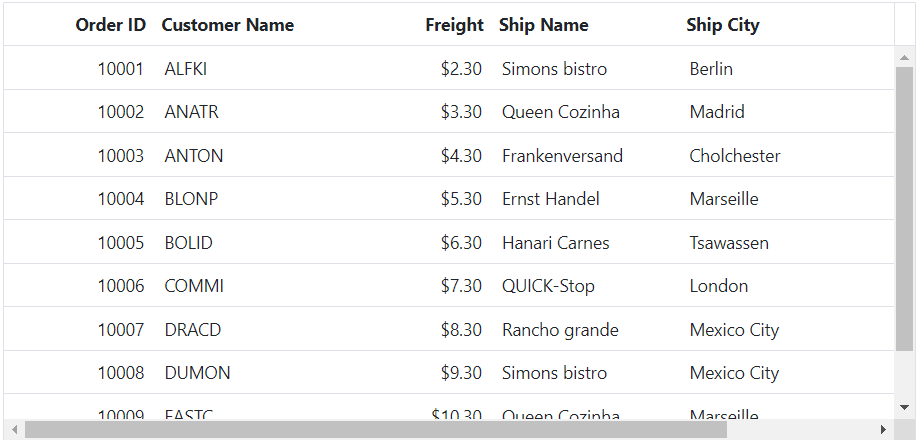 Order ID Customer Name Freight Ship Name Ship City
10001 ALFKI $2.30 Simons bistro Berlin
10002 ANATR $3.30 Queen Cozinha Madrid
10003 ANTON $4.30 Frankenversand Cholchester
10004 BLONP $5.30 Ernst Handel Marseille
10005 BOLID $6.30 Hanari Carnes Tsawassen
10006 COMMI $7.30 QUICK-Stop London
10007 DRACD $8.30 Rancho grande Mexico City
10008 DUMON $9.30 Simons bistro Mexico City
10009 FASTC $10.30 Queen Cozinha Marseille